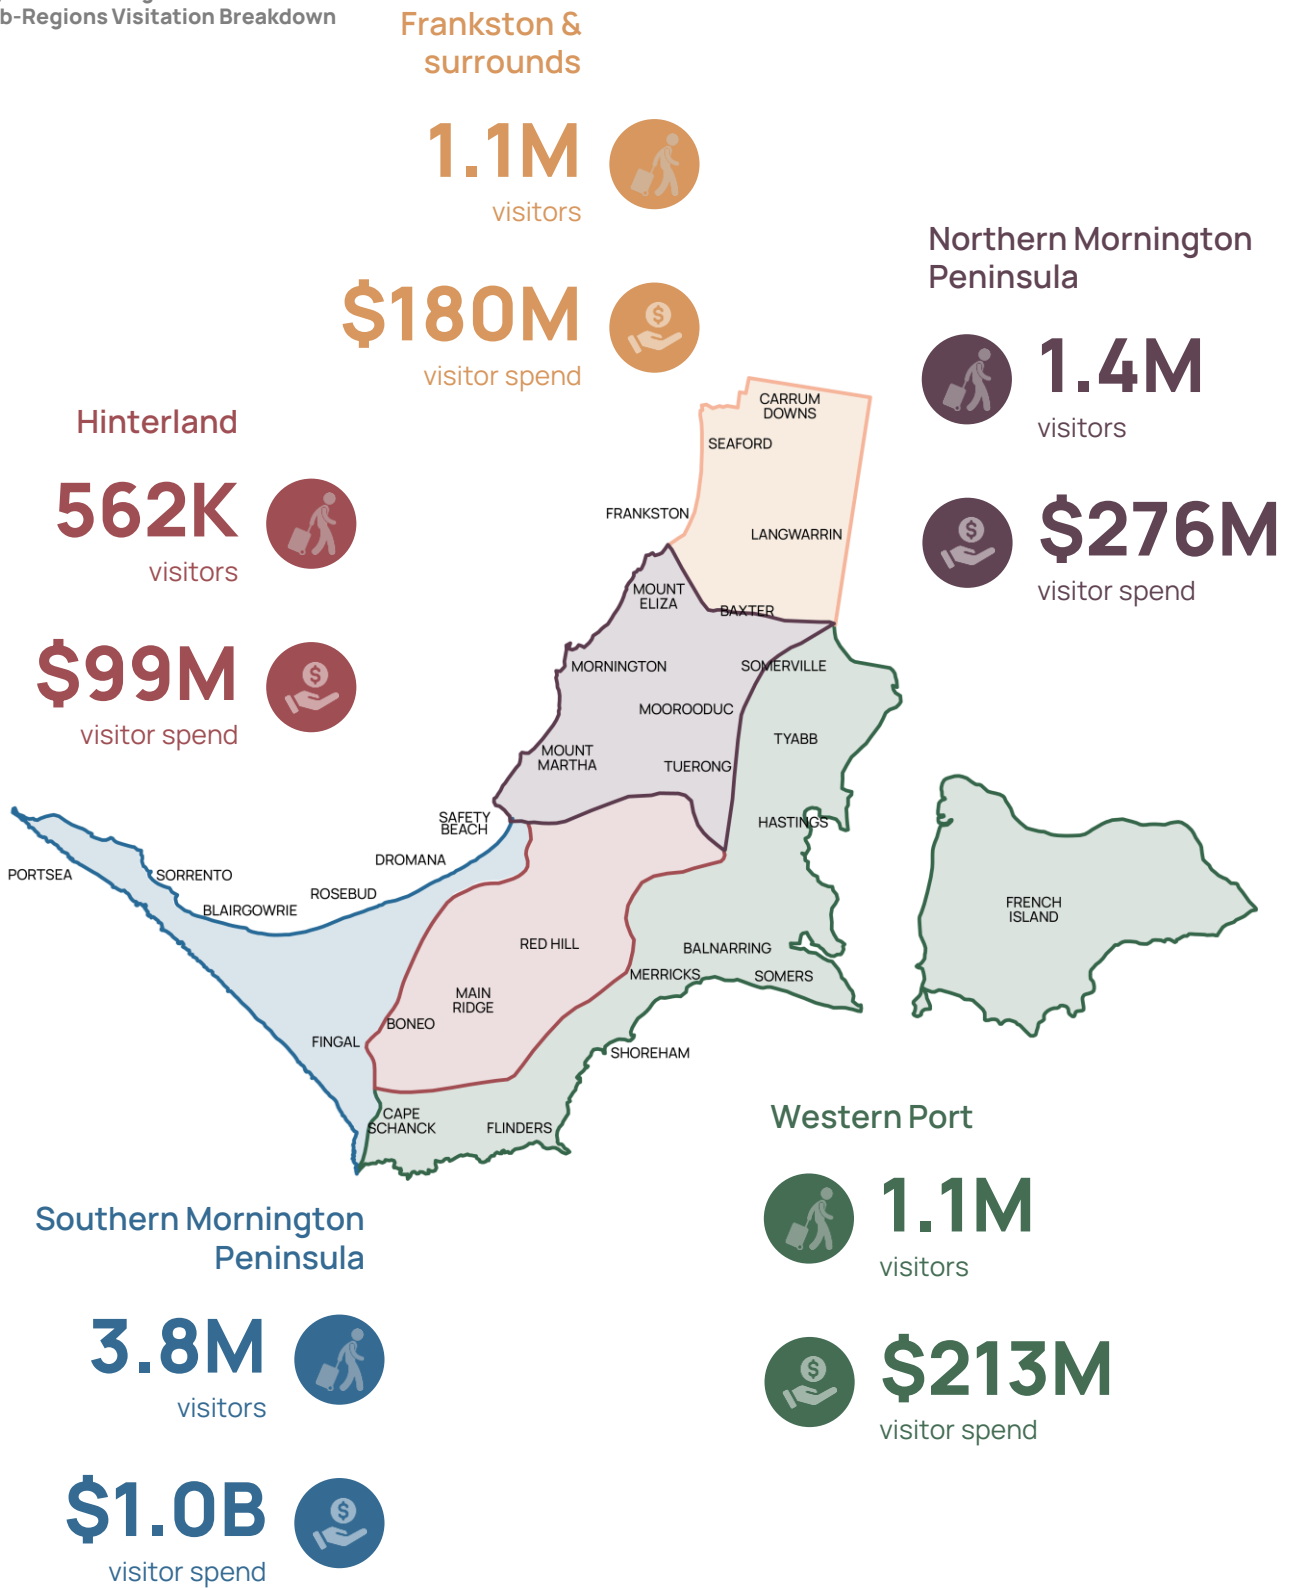 b-Regions Visitation Breakdown
Frankston &
surrounds
1.1M
visitors
$180M
visitor spend
Northern Mornington
Peninsula
1.4M
visitors
$276M
visitor spend
Hinterland
562K
visitors
$99M
visitor spend
CARRUM
DOWNS
SEAFORD
FRANKSTON
LANGWARRIN
MOUNT
ELIZA
BAXTER
MORNINGTON
SOMERVILLE
MOOROODUC
TYABB
MOUNT
MARTHA
TUERONG
SAFETY
BEACH
HASTINGS
DROMANA
PORTSEA
SORRENTO
ROSEBUD
BLAIRGOWRIE
FRENCH
ISLAND
RED HILL
BALNARRING
MERRICKS
SOMERS
MAIN
RIDGE
BONEO
FINGAL
SHOREHAM
CAPE
SCHANCK
FLINDERS
Western Port
1.1M
visitors
$213M
visitor spend
Southern Mornington
Peninsula
3.8M
visitors
$1.0B
visitor spend